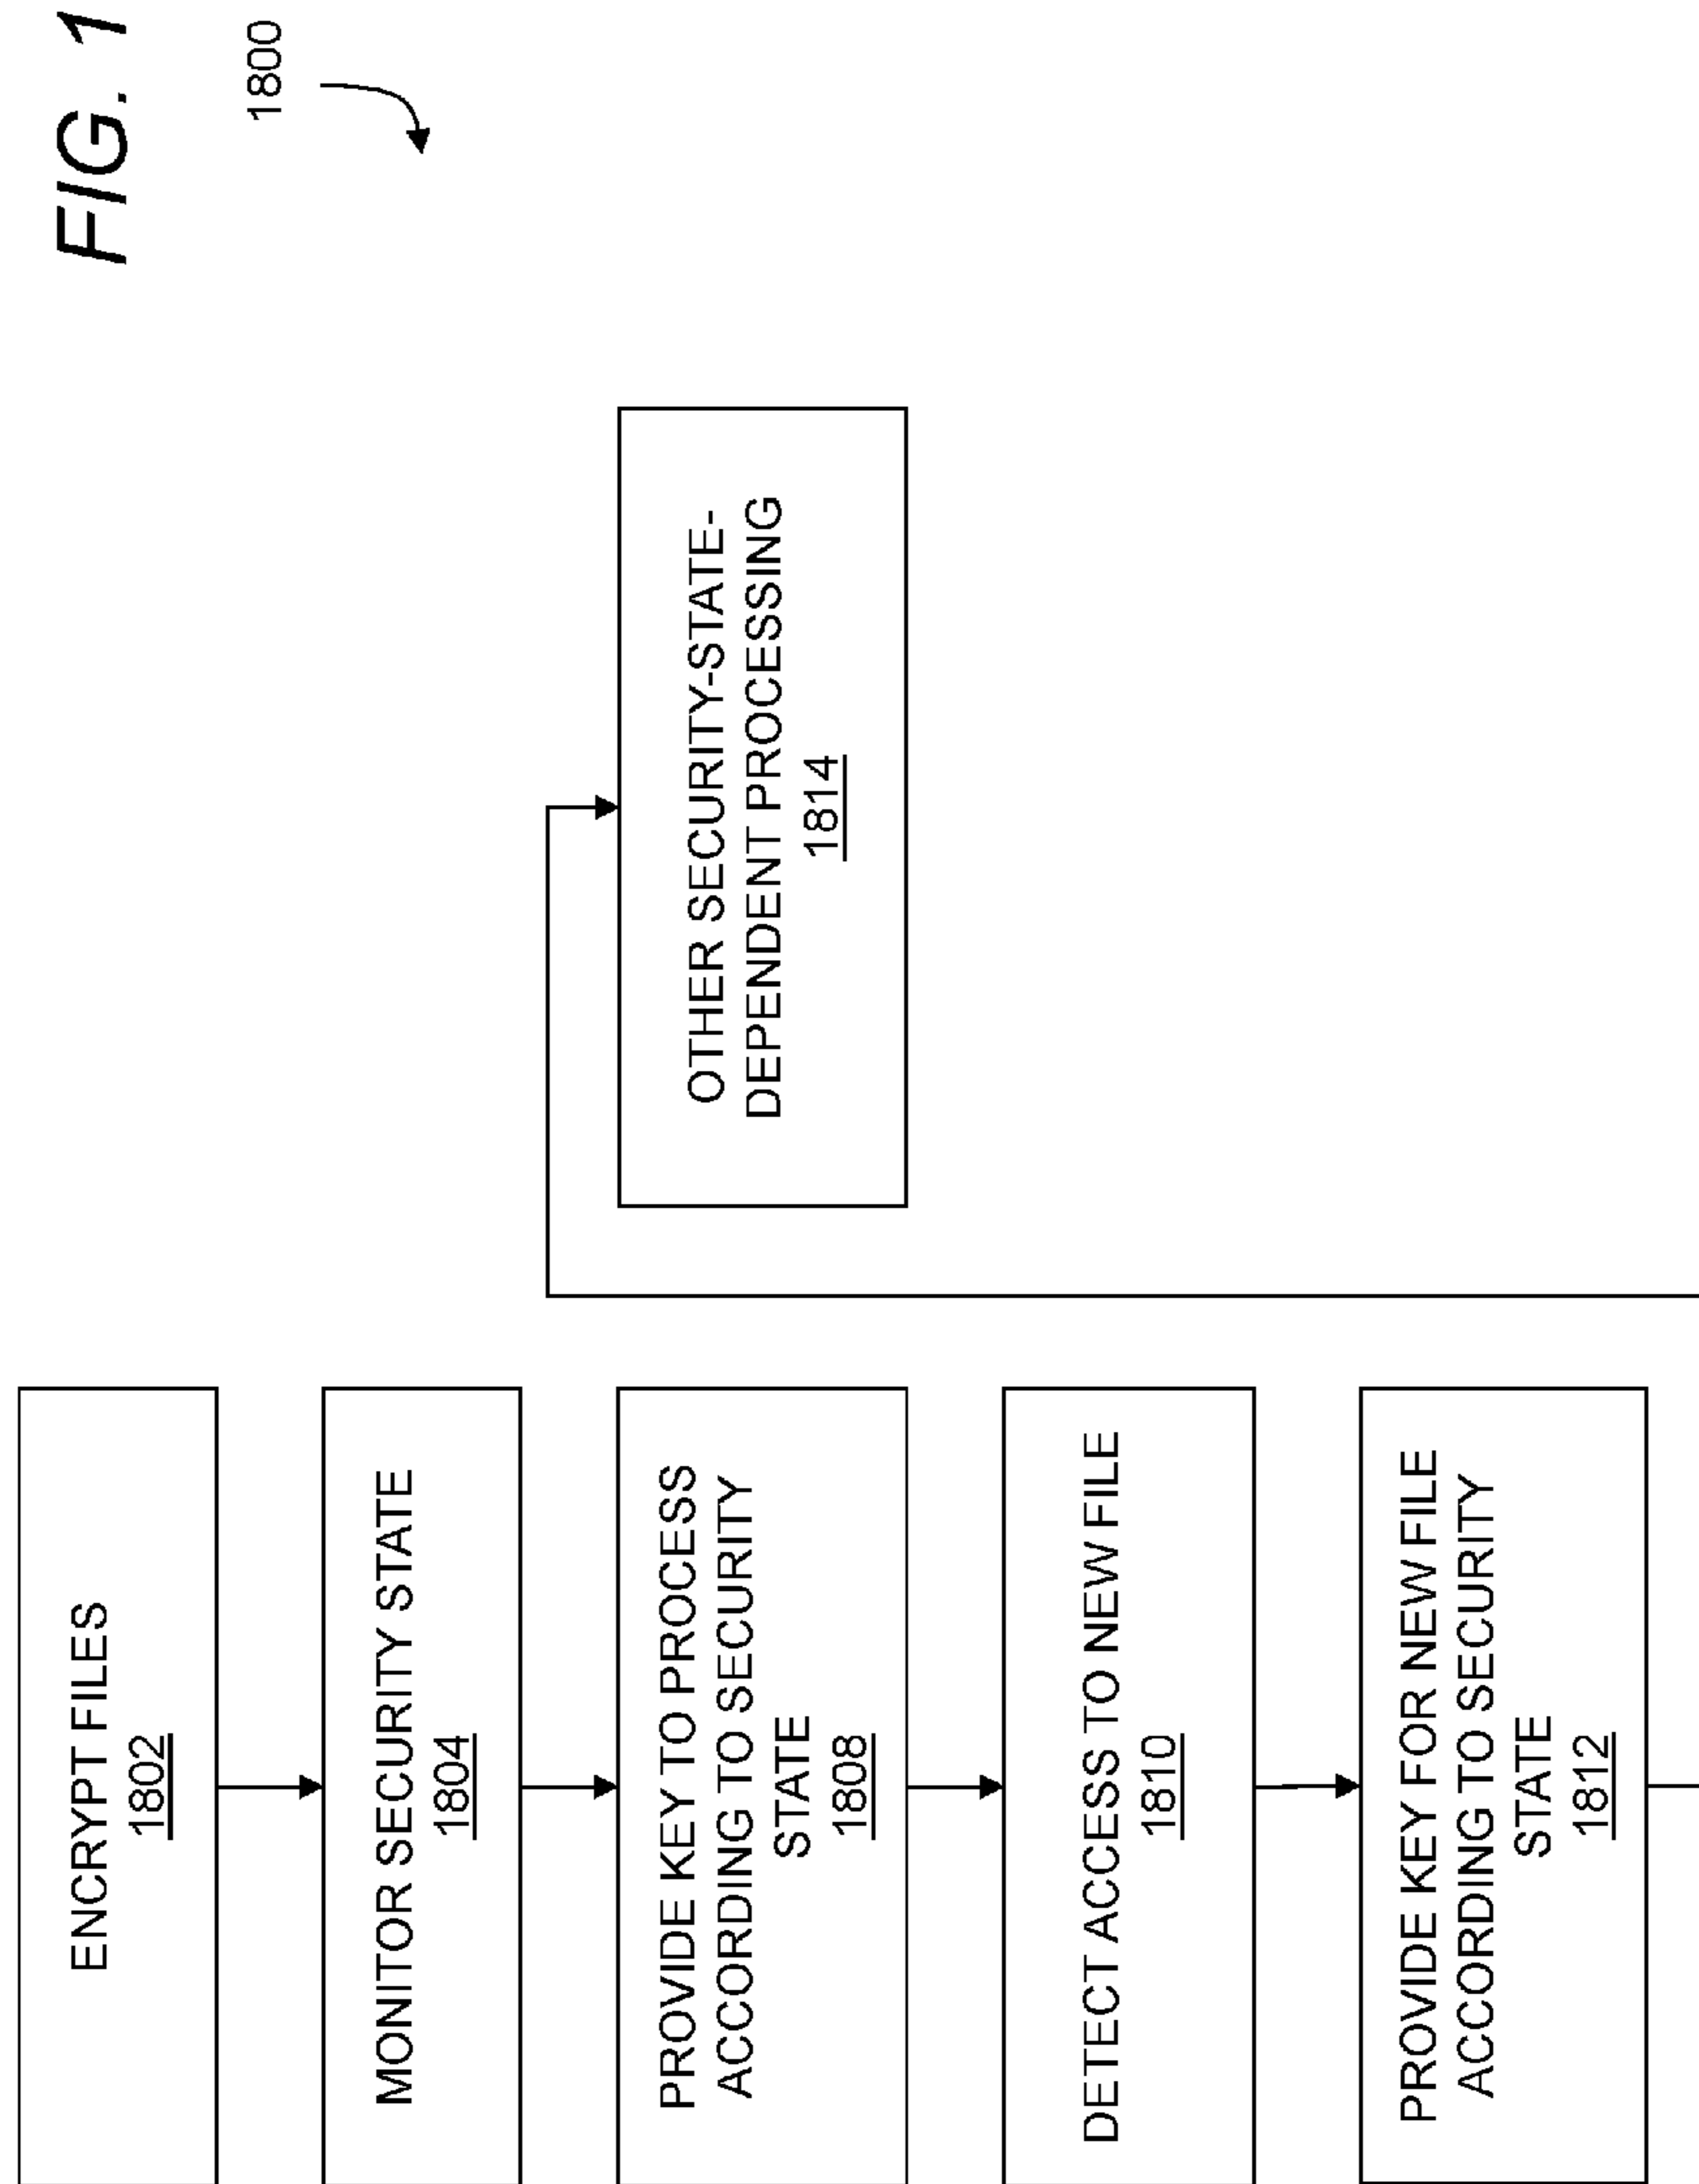 FIG. 1
1800
ENCRYPT FILES
1802
MONITOR SECURITY STATE
1804
PROVIDE KEY TO PROCESS
ACCORDING TO SECURITY
STATE
1808
DETECT ACCESS TO NEW FILE
1810
PROVIDE KEY FOR NEW FILE
ACCORDING TO SECURITY
STATE
1812
OTHER SECURITY-STATE-
DEPENDENT PROCESSING
1814